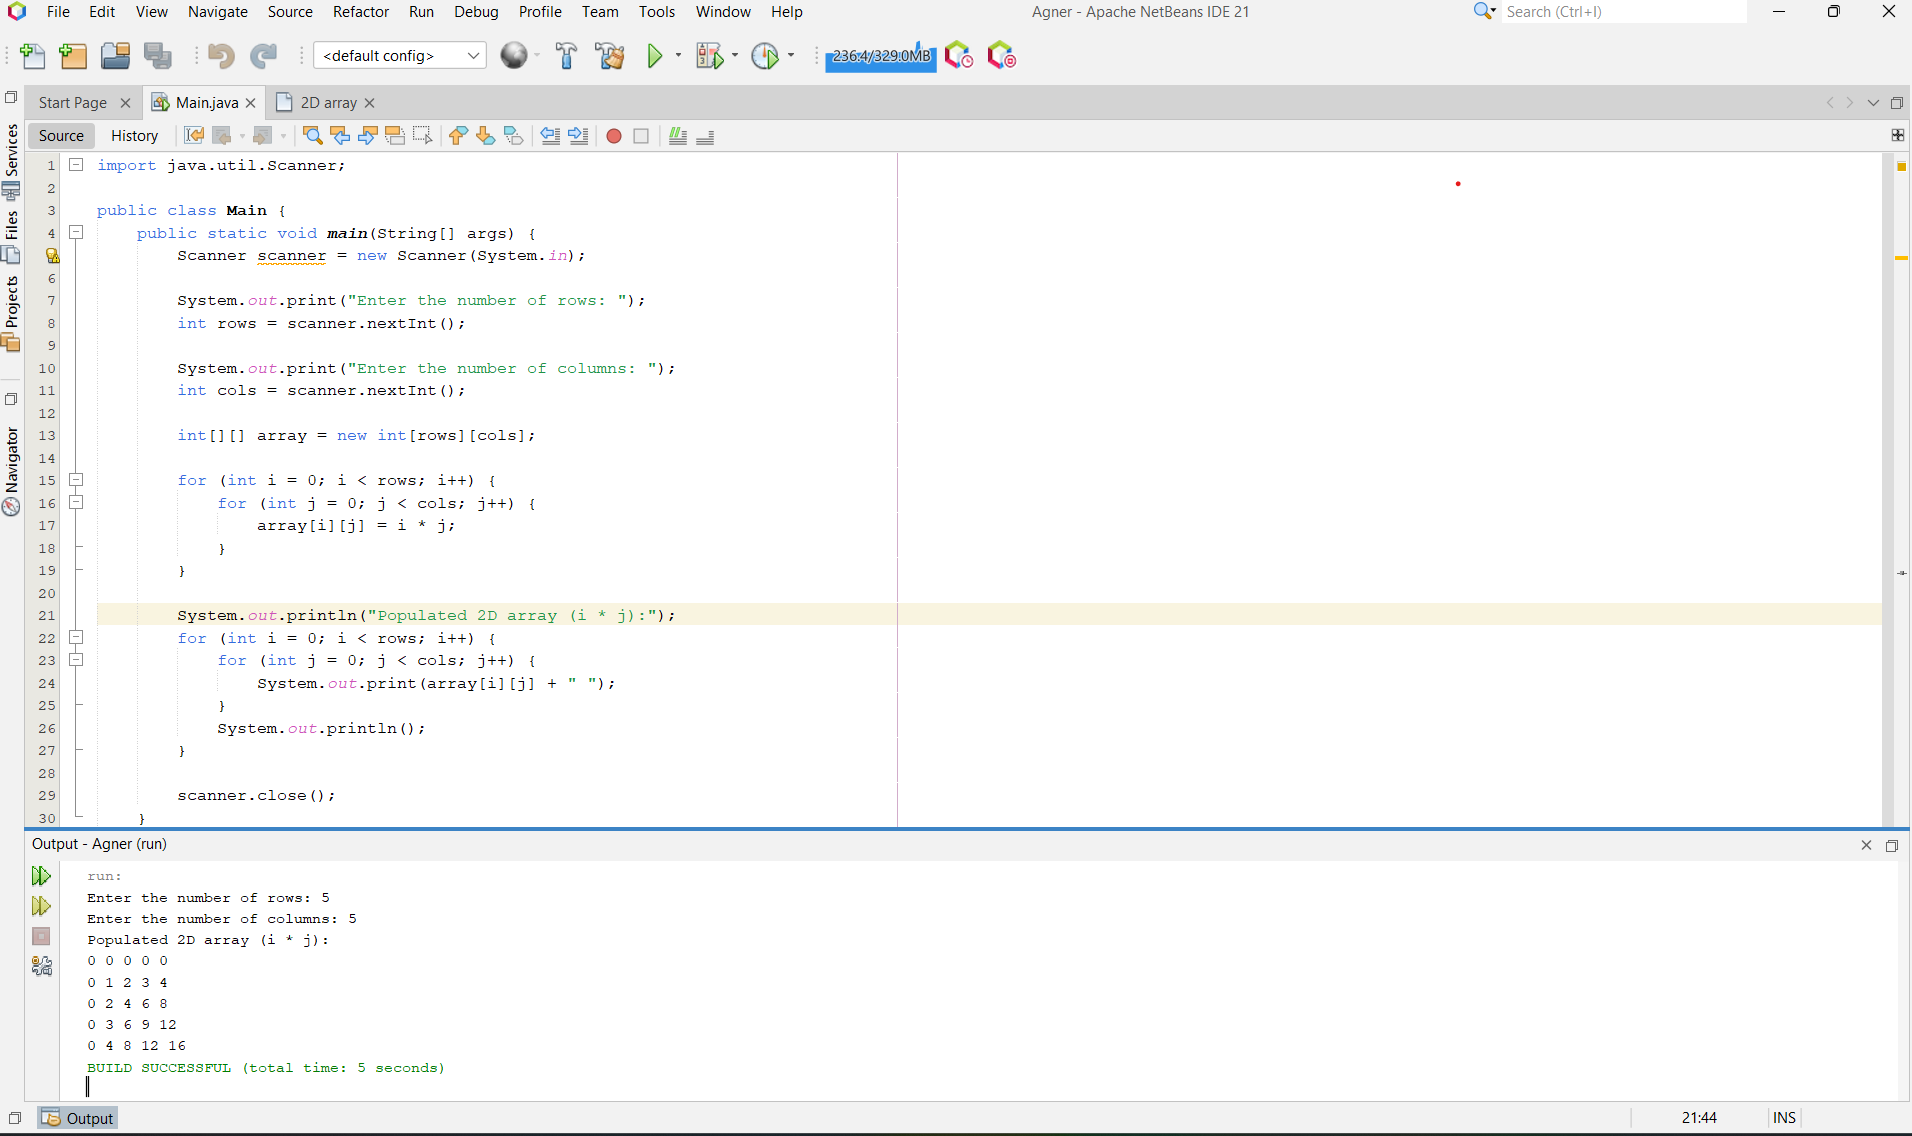 File Edit View Navigate Source Refactor Run Debug Profile Team Tools Window Help
Agner - Apache NetBeans IDE 21
Search (Ctrl+I)
<default config>
236.4/329.0MB
Start Page
Main.java
2D array
Source
History
Services
Files
Projects
Navigator
1 import java.util.Scanner;
2
3 public class Main {
4 public static void main(String[] args) {
Scanner scanner = new Scanner(System.in);
6
7 System.out.print("Enter the number of rows: ");
8 int rows = scanner.nextInt();
9
10 System.out.print("Enter the number of columns: ");
11 int cols = scanner.nextInt();
12
13 int[][] array = new int[rows][cols];
14
15 for (int i = 0; i < rows; i++) {
16 for (int j = 0; j < cols; j++) {
17 array[i][j] = i * j;
18 }
19 }
20
21 System.out.println("Populated 2D array (i * j):");
22 for (int i = 0; i < rows; i++) {
23 for (int j = 0; j < cols; j++) {
24 System.out.print(array[i][j] + " ");
25 }
26 System.out.println();
27 }
28
29 scanner.close();
30 }
Output - Agner (run)
run:
Enter the number of rows: 5
Enter the number of columns: 5
Populated 2D array (i * j):
0 0 0 0 0
0 1 2 3 4
0 2 4 6 8
0 3 6 9 12
0 4 8 12 16
BUILD SUCCESSFUL (total time: 5 seconds)
Output
21:44
INS